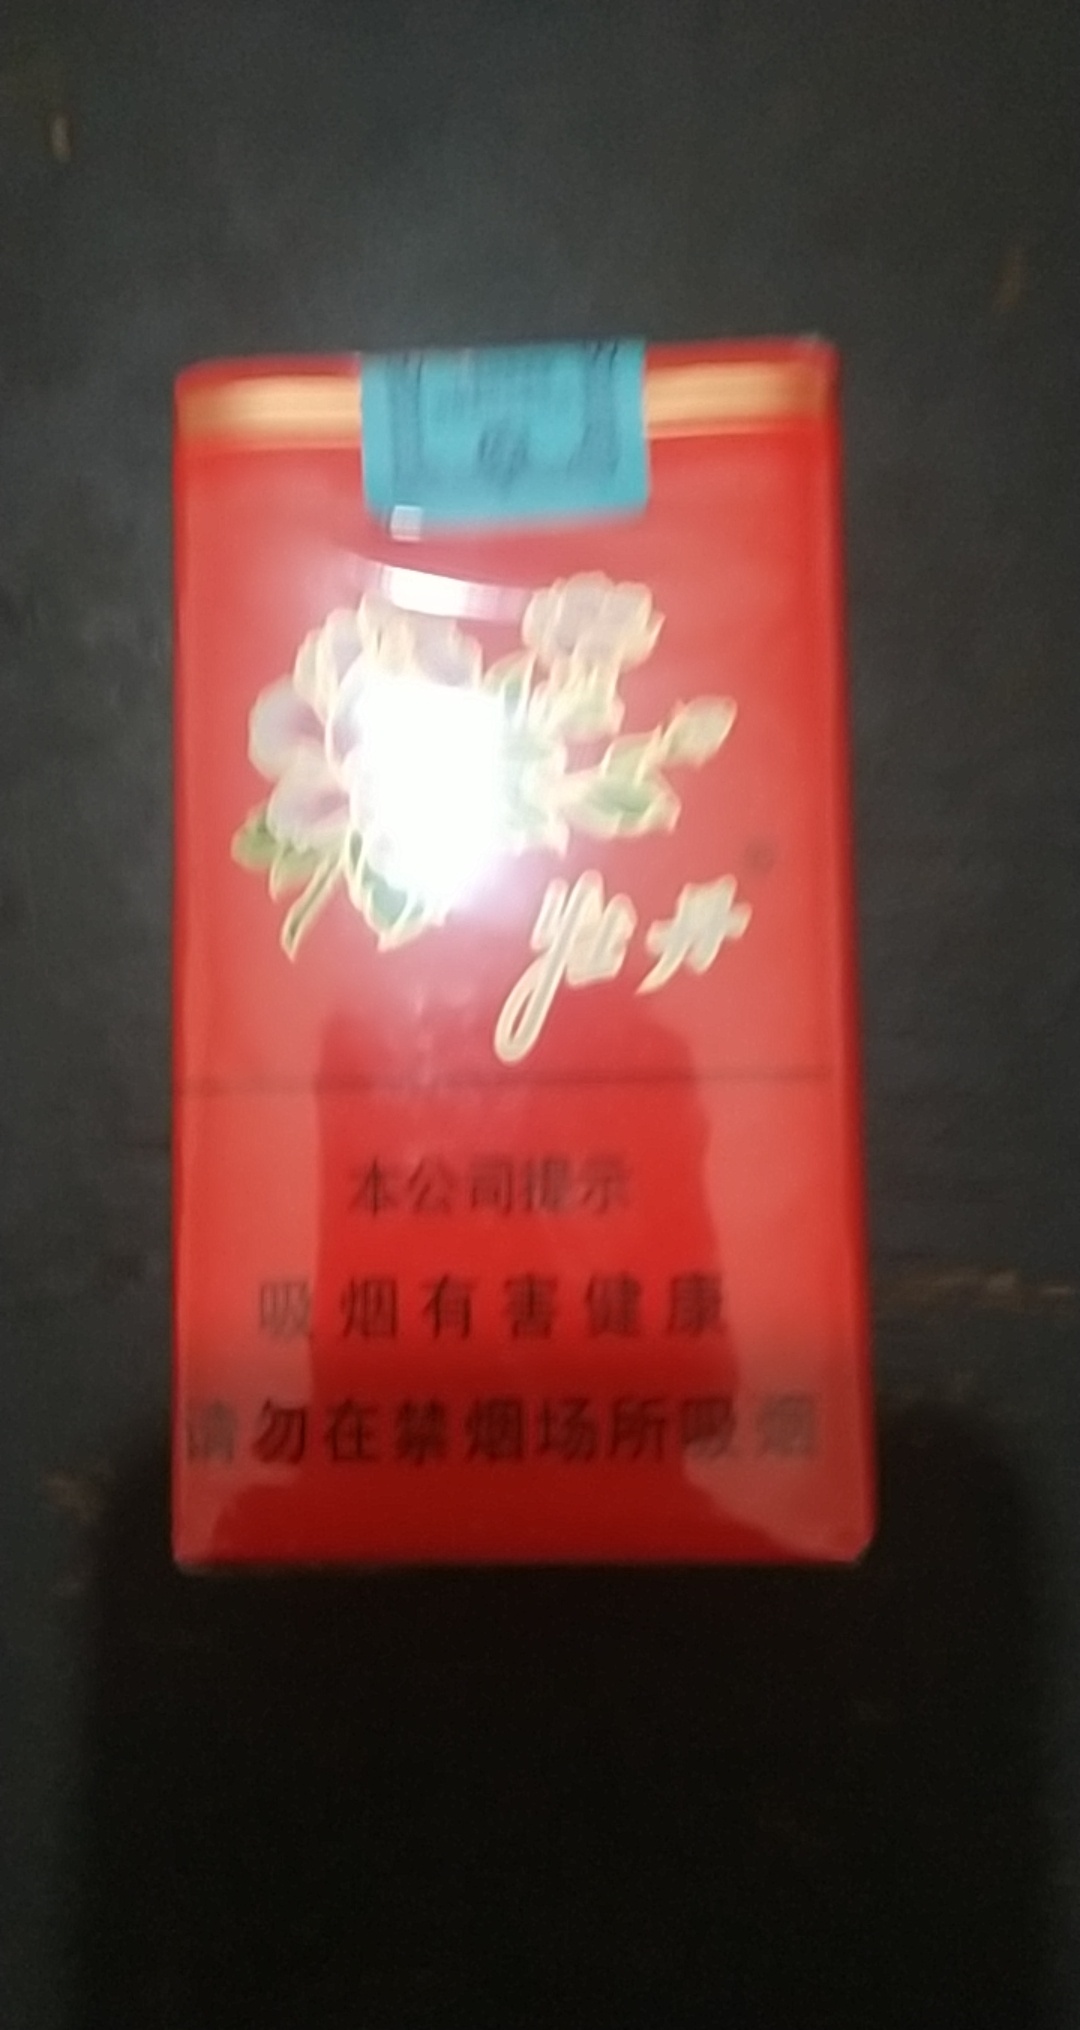 牡丹
本公司提示
吸烟有害健康
请勿在禁烟场所吸烟